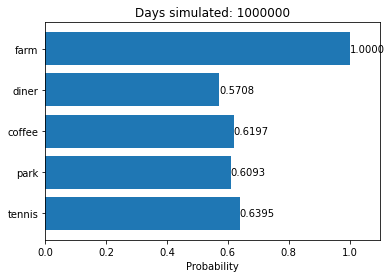 Days simulated: 1000000
farm 1.0000
diner 0.5708
coffee 0.6197
park 0.6093
tennis 0.6395
0.0 0.2 0.4 0.6 0.8 1.0
Probability